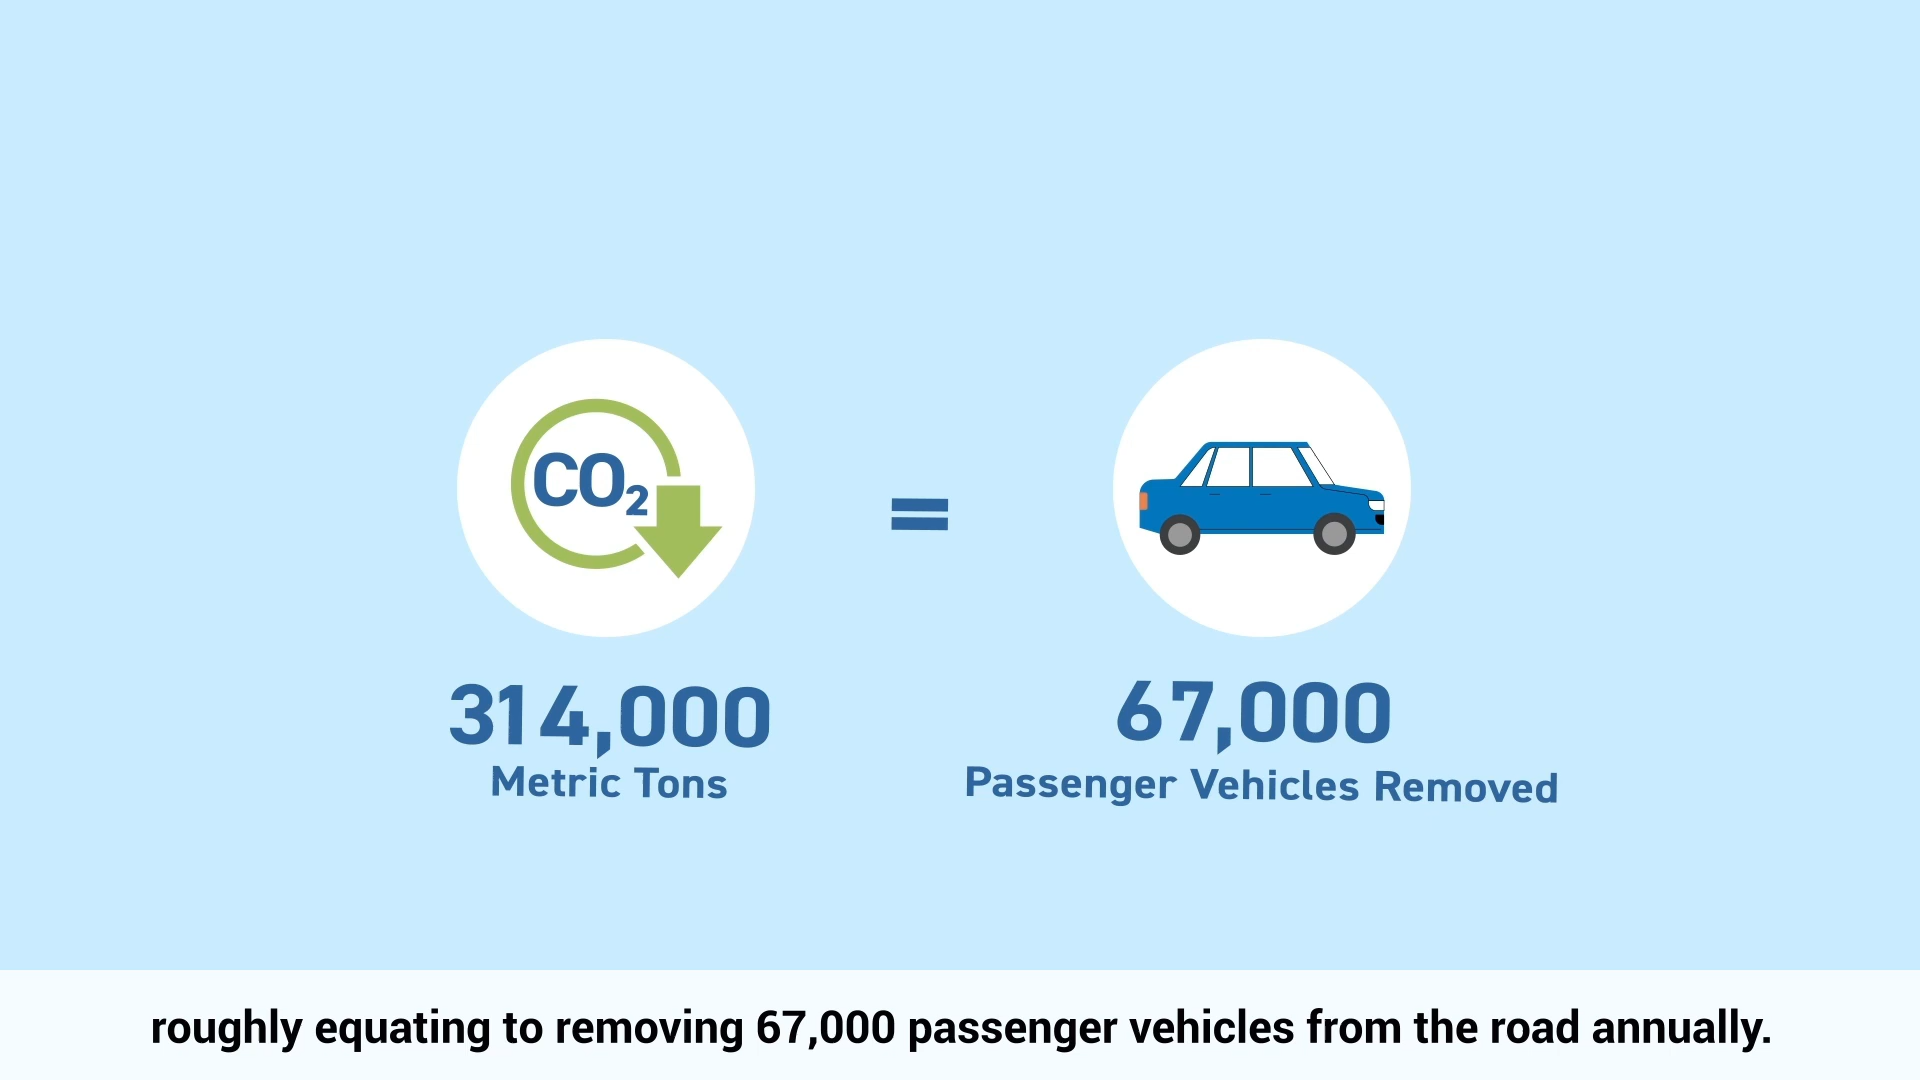 CO₂
=
314,000
Metric Tons
67,000
Passenger Vehicles Removed
roughly equating to removing 67,000 passenger vehicles from the road annually.